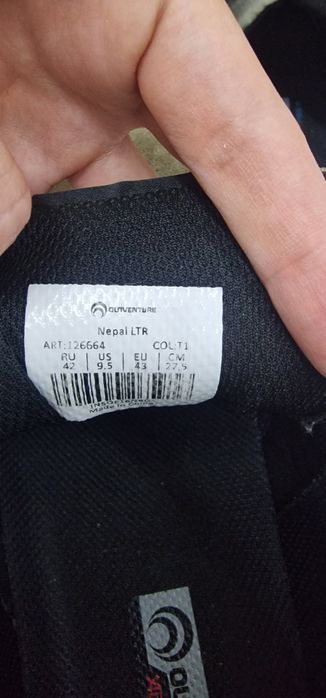 OUTVENTURE
Nepal LTR
ART:126664 COL:T1
RU US EU CM
42 9.5 43 27.5
Made in China
OU